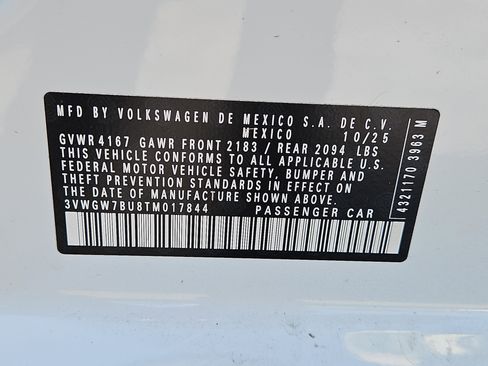 MFD BY VOLKSWAGEN DE MEXICO S.A. DE C.V.
MEXICO 10/25
GVWR 4167 GAWR FRONT 2183 / REAR 2094 LBS
THIS VEHICLE CONFORMS TO ALL APPLICABLE
FEDERAL MOTOR VEHICLE SAFETY, BUMPER AND
THEFT PREVENTION STANDARDS IN EFFECT ON
THE DATE OF MANUFACTURE SHOWN ABOVE.
3VWGW7BU8TM017844 PASSENGER CAR
4321170 3963 M